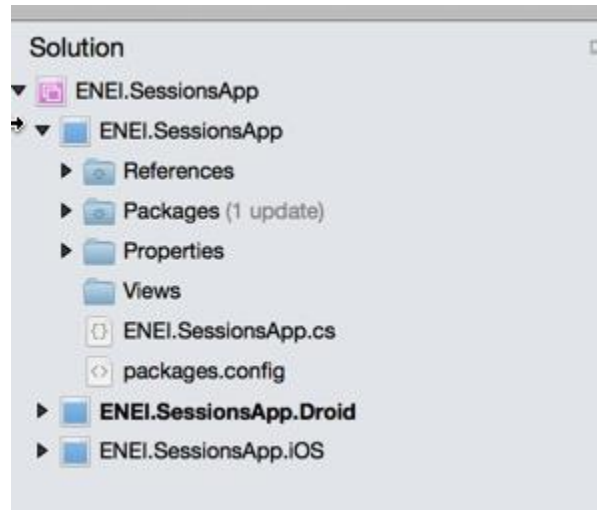 Solution
ENEI.SessionsApp
ENEI.SessionsApp
References
Packages (1 update)
Properties
Views
ENEI.SessionsApp.cs
packages.config
ENEI.SessionsApp.Droid
ENEI.SessionsApp.iOS